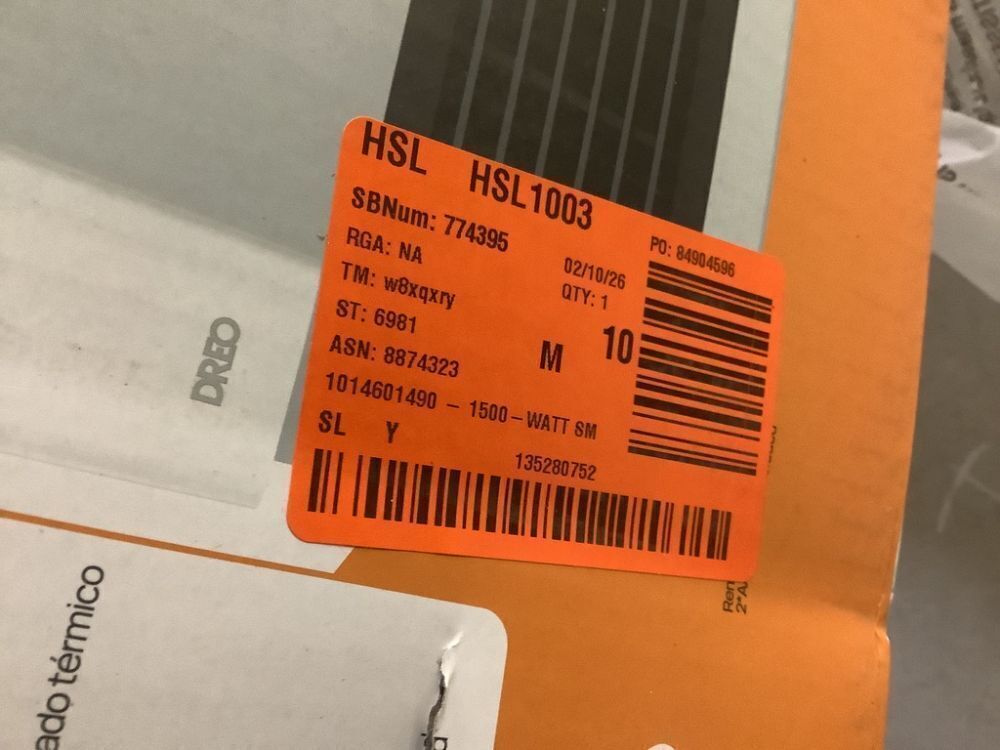 HSL HSL1003
SBNum: 774395
PO: 84904596
RGA: NA
02/10/26
TM: w8xqxry
QTY: 1
ST: 6981
M 10
ASN: 8874323
1014601490 - 1500-WATT SM
SL Y
135280752
DREO
ado térmico